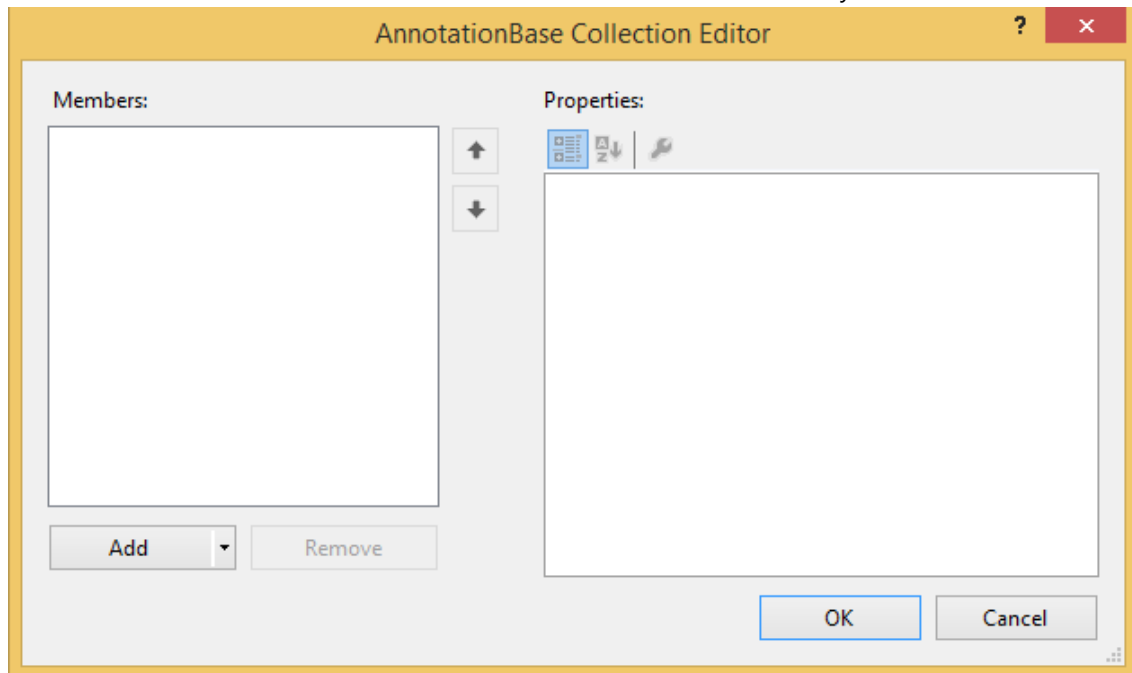 AnnotationBase Collection Editor
?
Members:
Properties:
Add
Remove
OK
Cancel